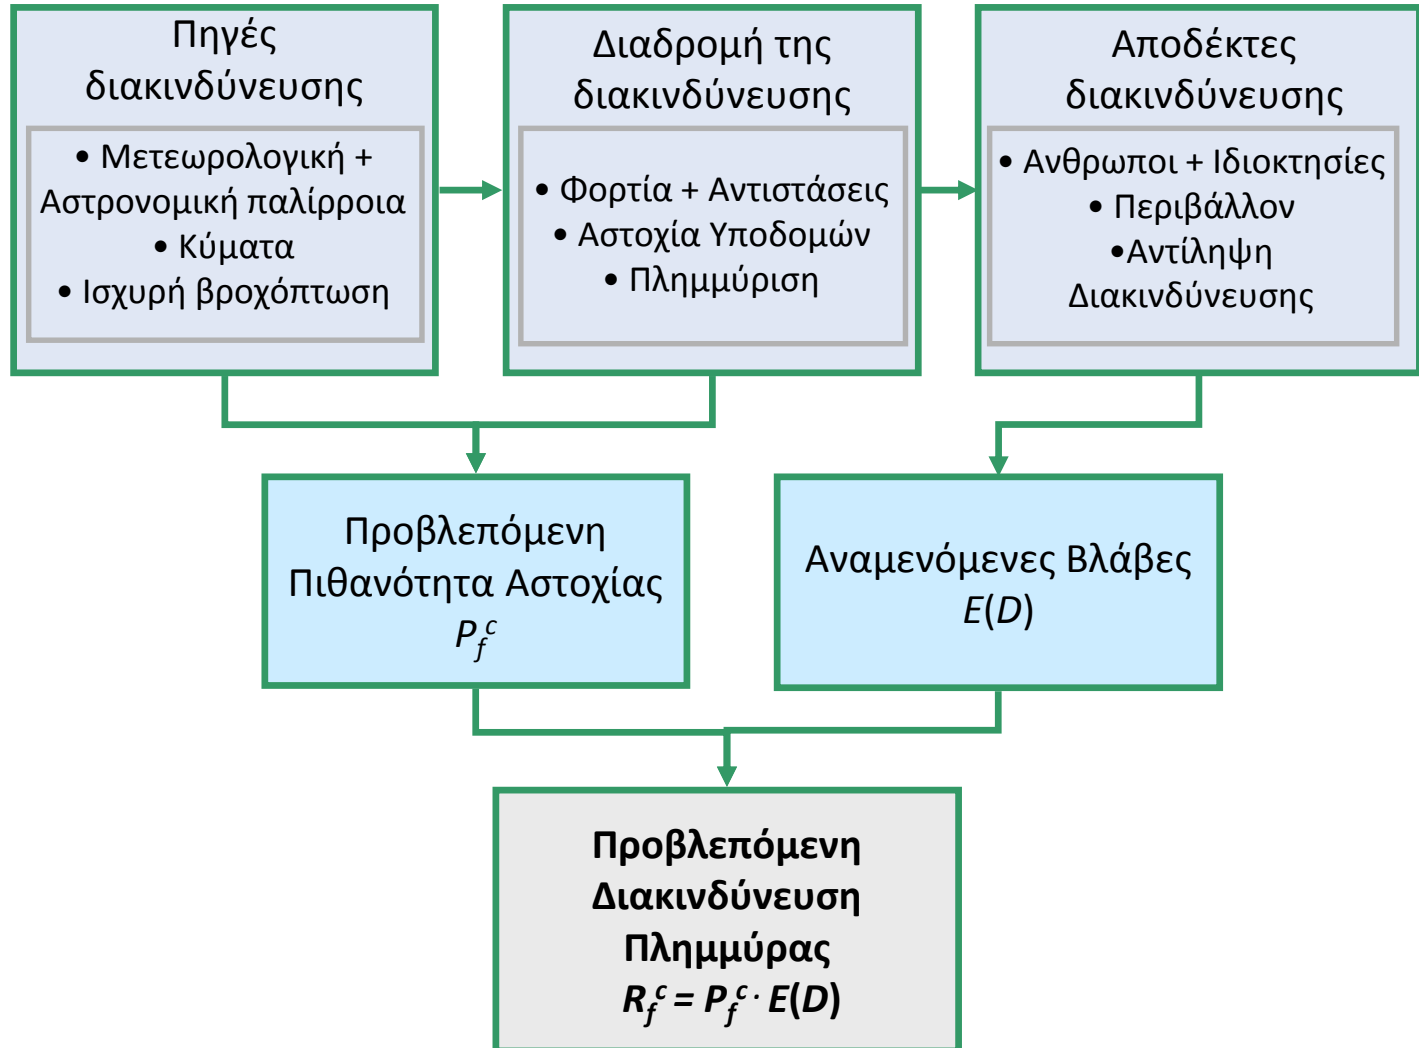 Πηγές
διακινδύνευσης
• Μετεωρολογική +
Αστρονομική παλίρροια
• Κύματα
• Ισχυρή βροχόπτωση
Διαδρομή της
διακινδύνευσης
• Φορτία + Αντιστάσεις
• Αστοχία Υποδομών
• Πλημμύριση
Αποδέκτες
διακινδύνευσης
• Ανθρωποι + Ιδιοκτησίες
• Περιβάλλον
•Αντίληψη
Διακινδύνευσης
Προβλεπόμενη
Πιθανότητα Αστοχίας
P_f^c
Αναμενόμενες Βλάβες
E(D)
Προβλεπόμενη
Διακινδύνευση
Πλημμύρας
R_f^c = P_f^c · E(D)